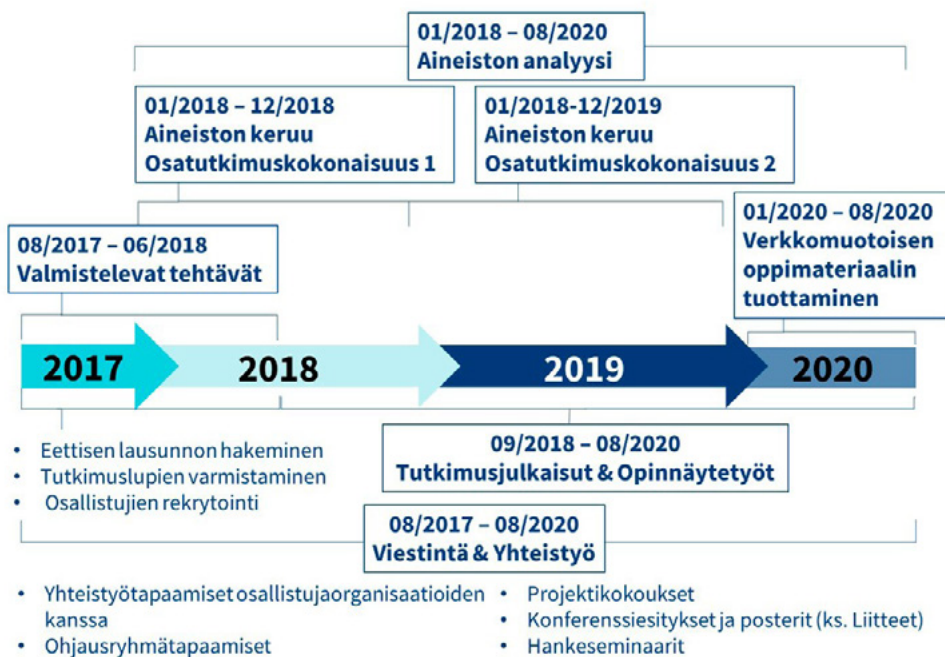 01/2018 – 08/2020
Aineiston analyysi
01/2018 – 12/2018
Aineiston keruu
Osatutkimuskokonaisuus 1
01/2018-12/2019
Aineiston keruu
Osatutkimuskokonaisuus 2
08/2017 – 06/2018
Valmistelevat tehtävät
01/2020 – 08/2020
Verkkomuotoisen
oppimateriaalin
tuottaminen
2017
2018
2019
2020
• Eettisen lausunnon hakeminen
• Tutkimuslupien varmistaminen
• Osallistujien rekrytointi
09/2018 – 08/2020
Tutkimusjulkaisut & Opinnäytetyöt
08/2017 – 08/2020
Viestintä & Yhteistyö
• Yhteistyötapaamiset osallistujaorganisaatioiden
kanssa
• Ohjausryhmätapaamiset
• Projektikokoukset
• Konferenssiesitykset ja posterit (ks. Liitteet)
• Hankeseminaarit